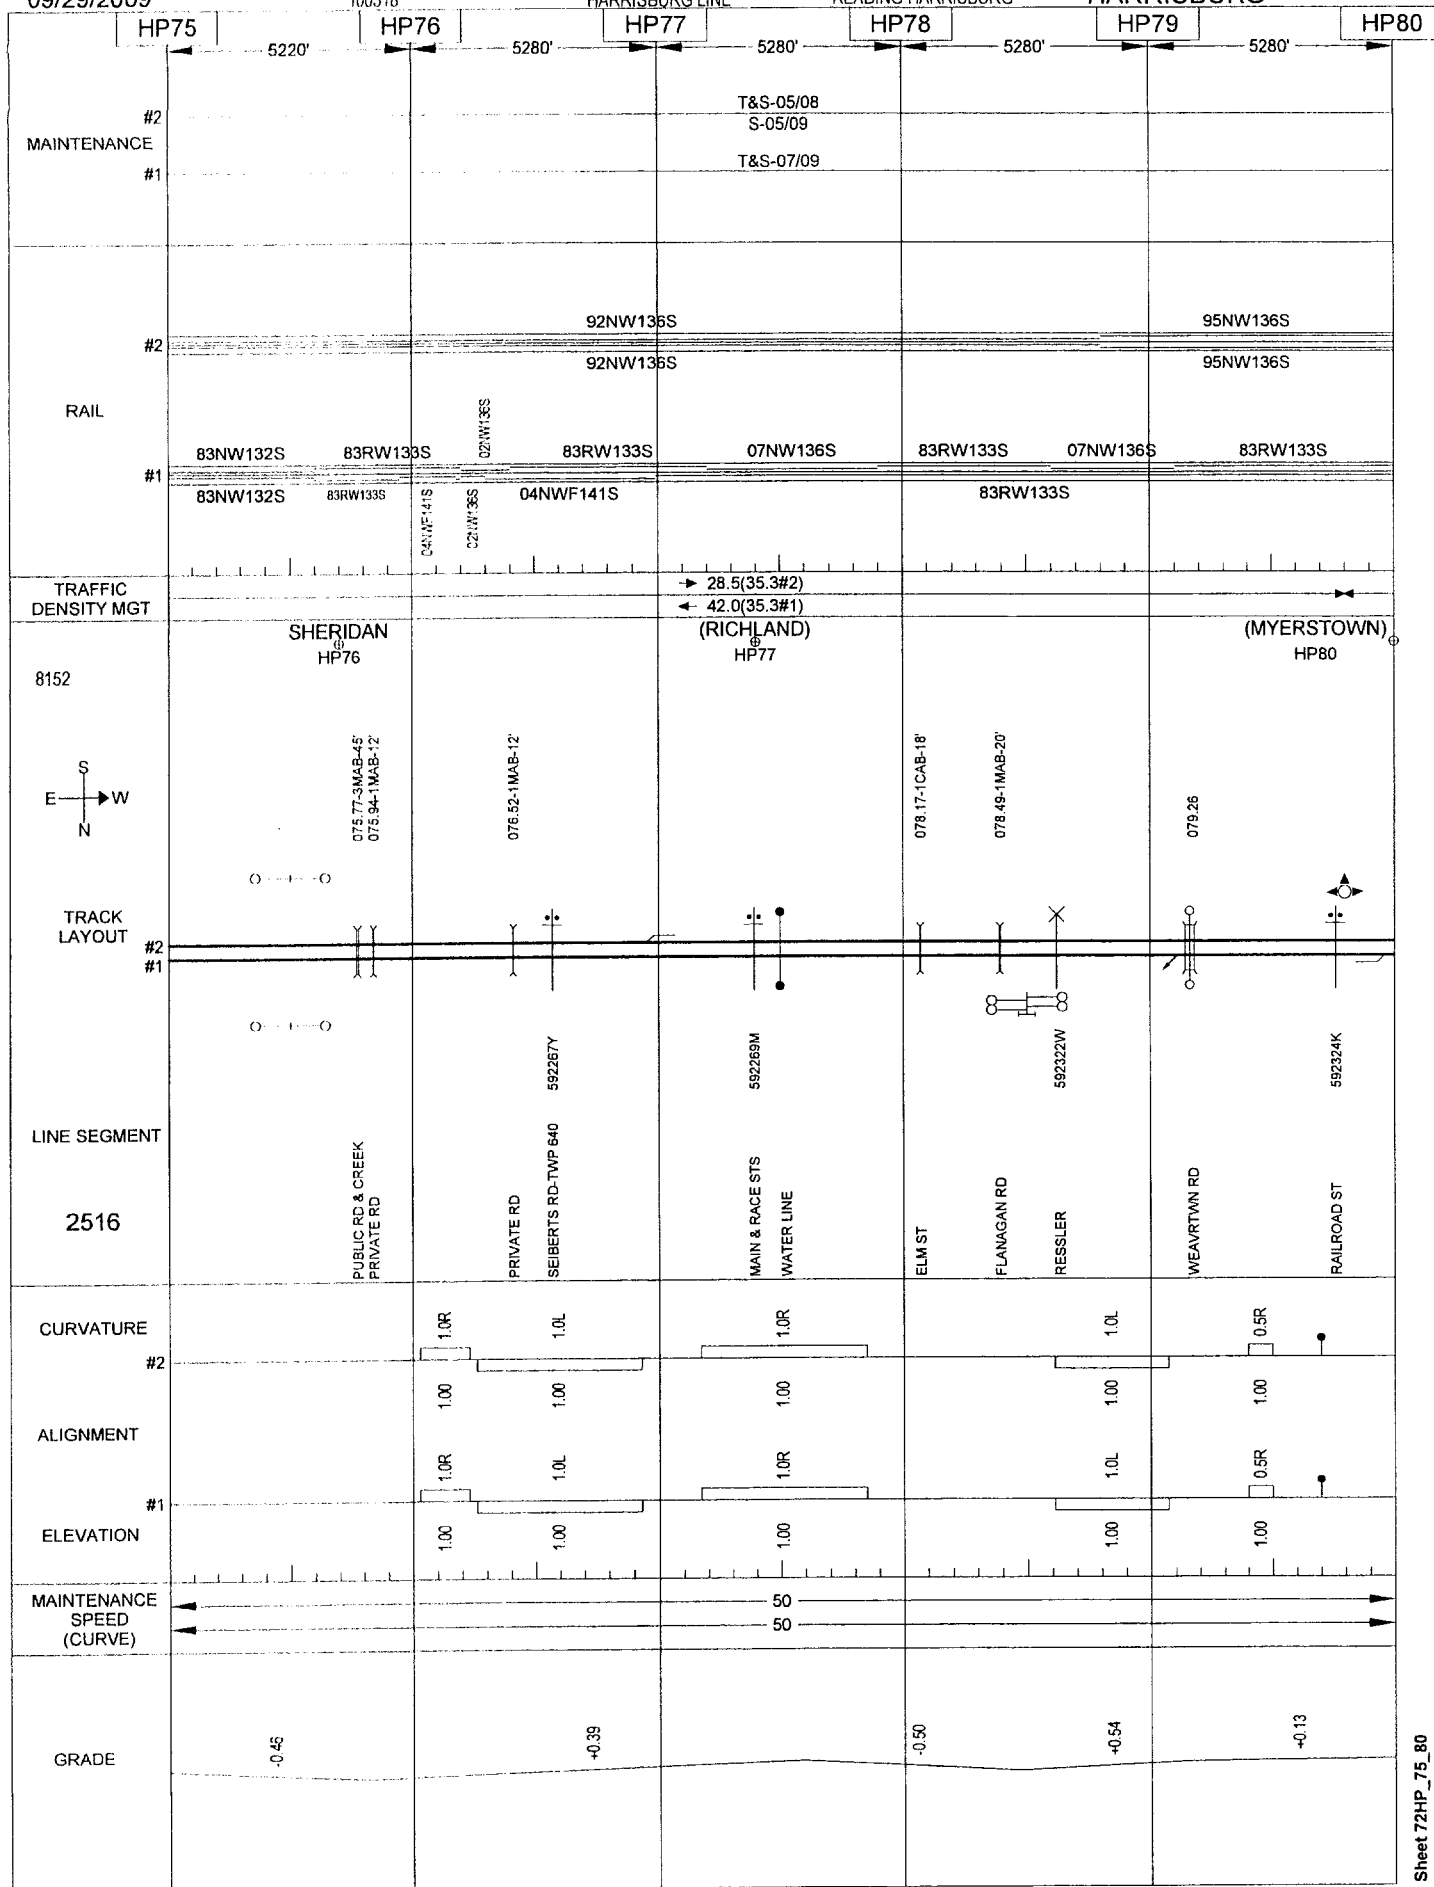 09/29/2009 100318 HARRISBURG LINE READING HARRISBURG HARRISBURG
HP75 HP76 HP77 HP78 HP79 HP80
5220' 5280' 5280' 5280' 5280'
MAINTENANCE
#2
T&S-05/08
S-05/09
#1
T&S-07/09
RAIL
92NW136S 95NW136S
#2
92NW136S 95NW136S
02NW136S
83NW132S 83RW133S 83RW133S 07NW136S 83RW133S 07NW136S 83RW133S
#1
83NW132S 83RW133S 04NWF141S 83RW133S
04NWF141S
02NW136S
TRAFFIC
DENSITY MGT
28.5(35.3#2)
42.0(35.3#1)
SHERIDAN (RICHLAND) (MYERSTOWN)
HP76 HP77 HP80
8152
S
E W
N
075.77-3MAB-45'
075.94-1MAB-12'
076.52-1MAB-12'
078.17-1CAB-18'
078.49-1MAB-20'
079.26
TRACK
LAYOUT
#2
#1
592267Y
592269M
592322W
592324K
LINE SEGMENT
2516
PUBLIC RD & CREEK
PRIVATE RD
PRIVATE RD
SEIBERTS RD-TWP 640
MAIN & RACE STS
WATER LINE
ELM ST
FLANAGAN RD
RESSLER
WEAVRTWN RD
RAILROAD ST
CURVATURE
1.0R 1.0L 1.0R 1.0L 0.5R
#2
1.00 1.00 1.00 1.00 1.00
ALIGNMENT
1.0R 1.0L 1.0R 1.0L 0.5R
#1
ELEVATION
1.00 1.00 1.00 1.00 1.00
MAINTENANCE
SPEED
(CURVE)
50
50
GRADE
-0.46 +0.39 -0.50 +0.54 +0.13
Sheet 72HP_75_80